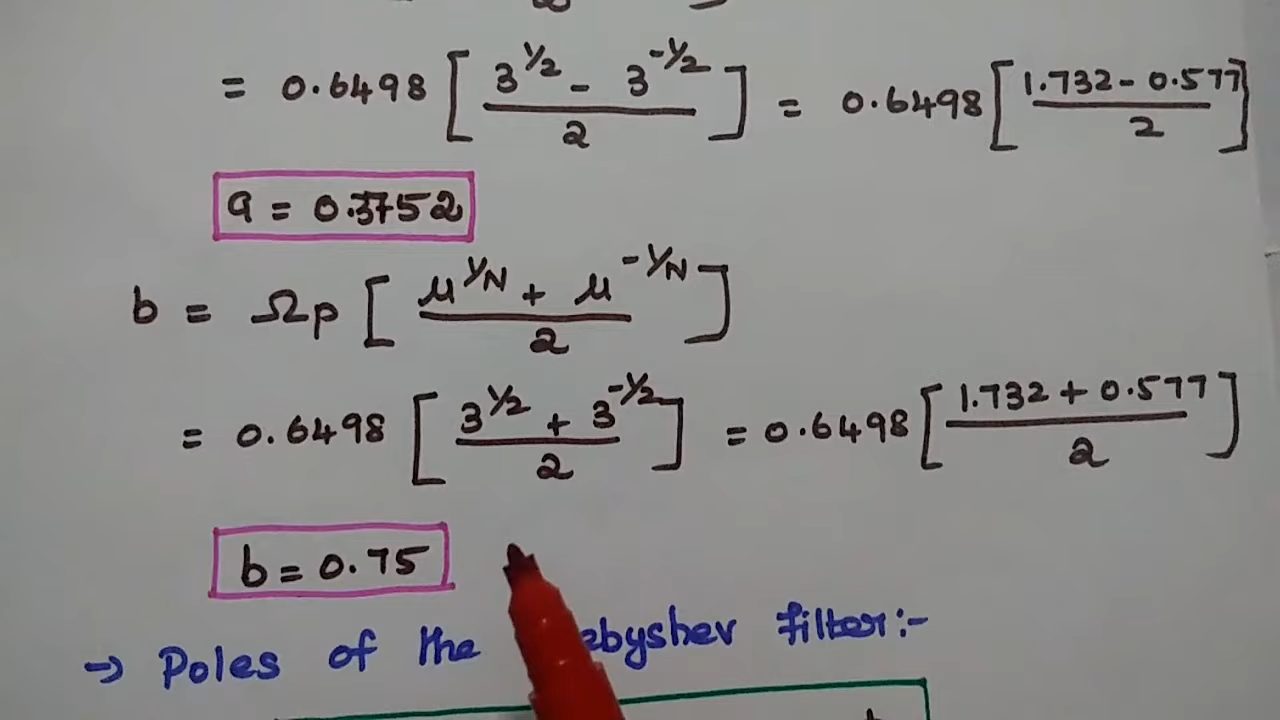 = 0.6498 [ (3^1/2 - 3^-1/2) / 2 ] = 0.6498 [ (1.732 - 0.577) / 2 ]
a = 0.3752
b = Ωp [ (μ^1/N + μ^-1/N) / 2 ]
= 0.6498 [ (3^1/2 + 3^-1/2) / 2 ] = 0.6498 [ (1.732 + 0.577) / 2 ]
b = 0.75
→ Poles of the ebyshev filter:-